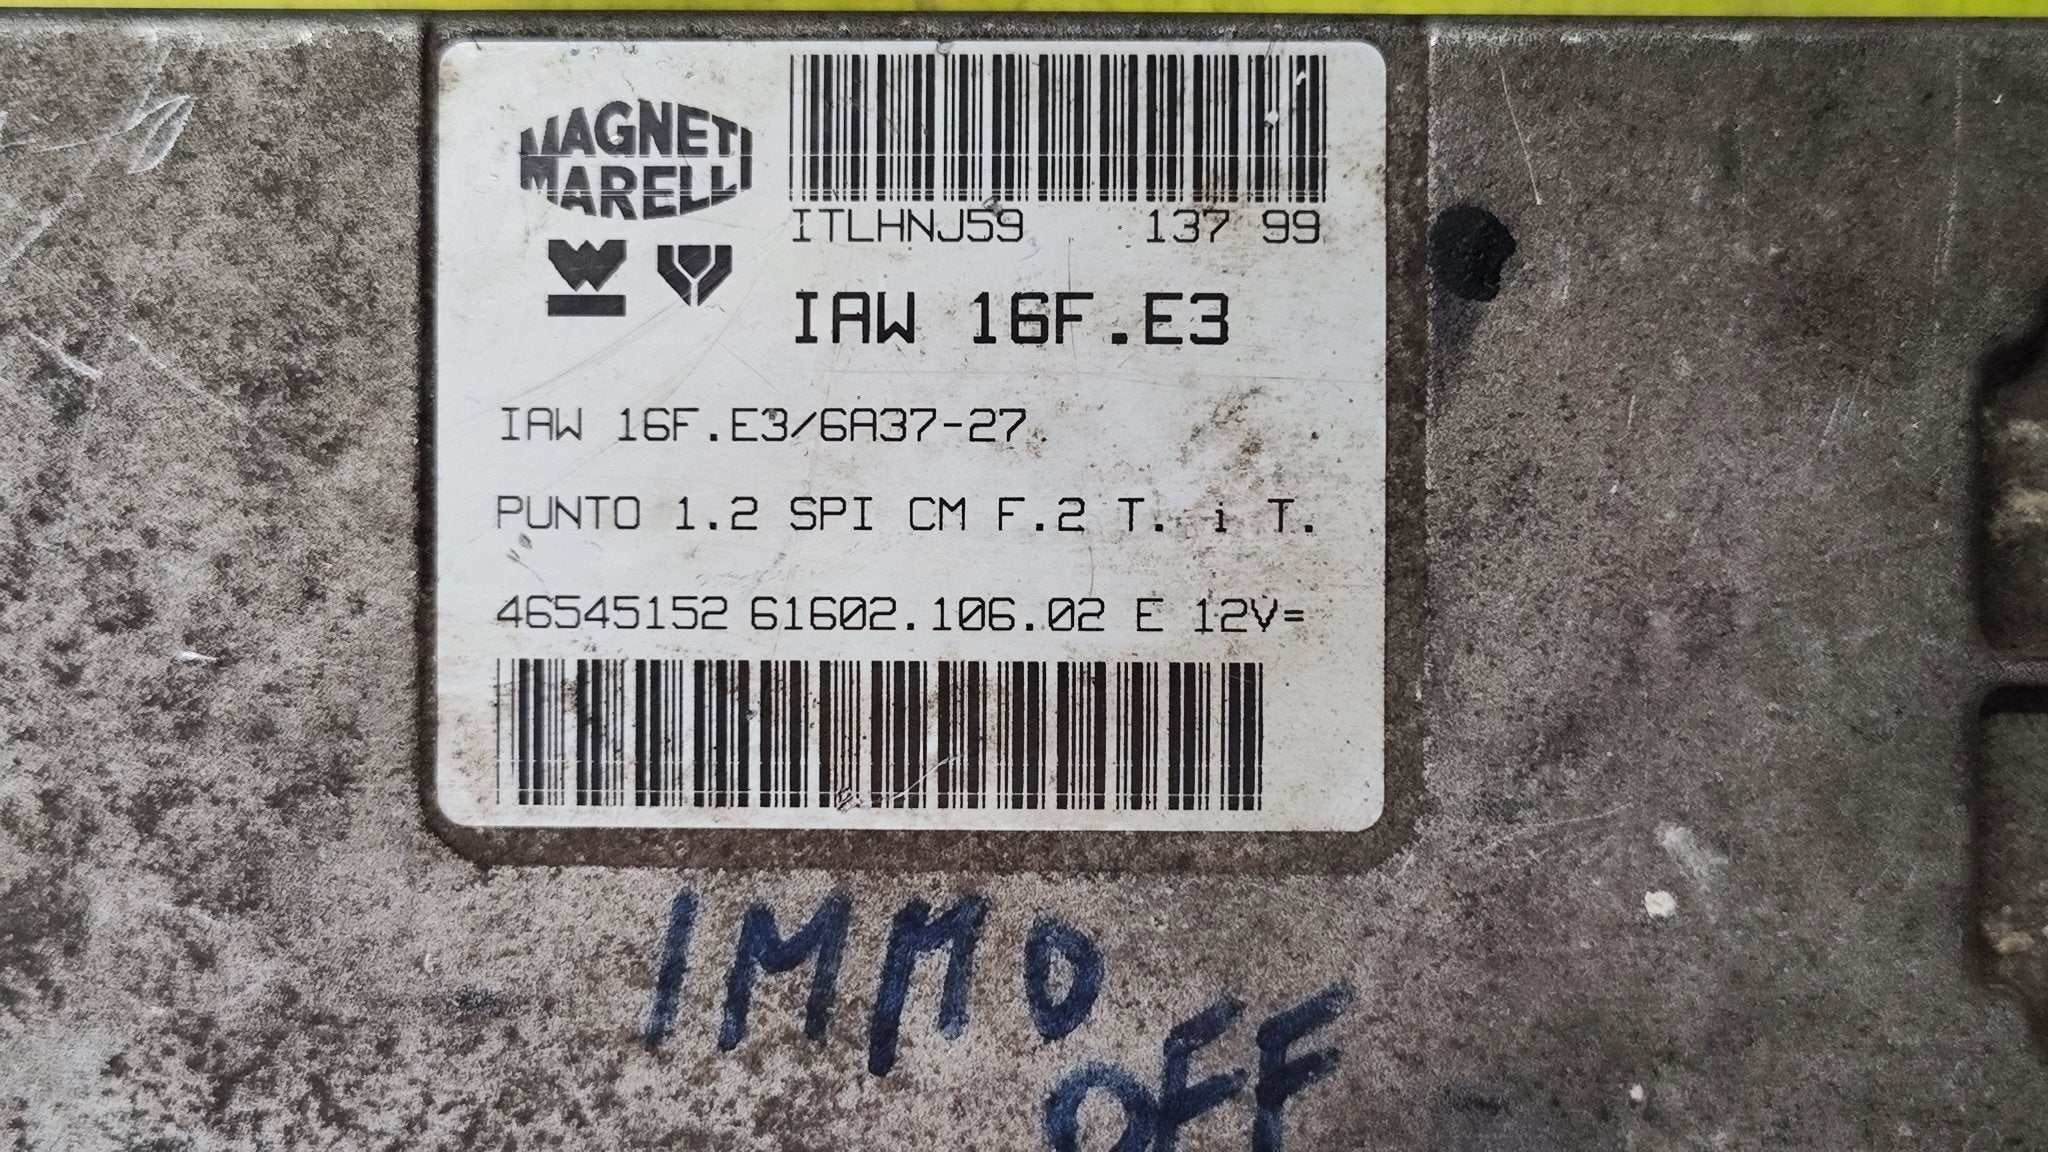 MAGNETI
MARELLI
ITLHNJ59 137 99
IAW 16F.E3
IAW 16F.E3/6A37-27
PUNTO 1.2 SPI CM F.2 T. i T.
46545152 61602.106.02 E 12V=
IMMO
OFF